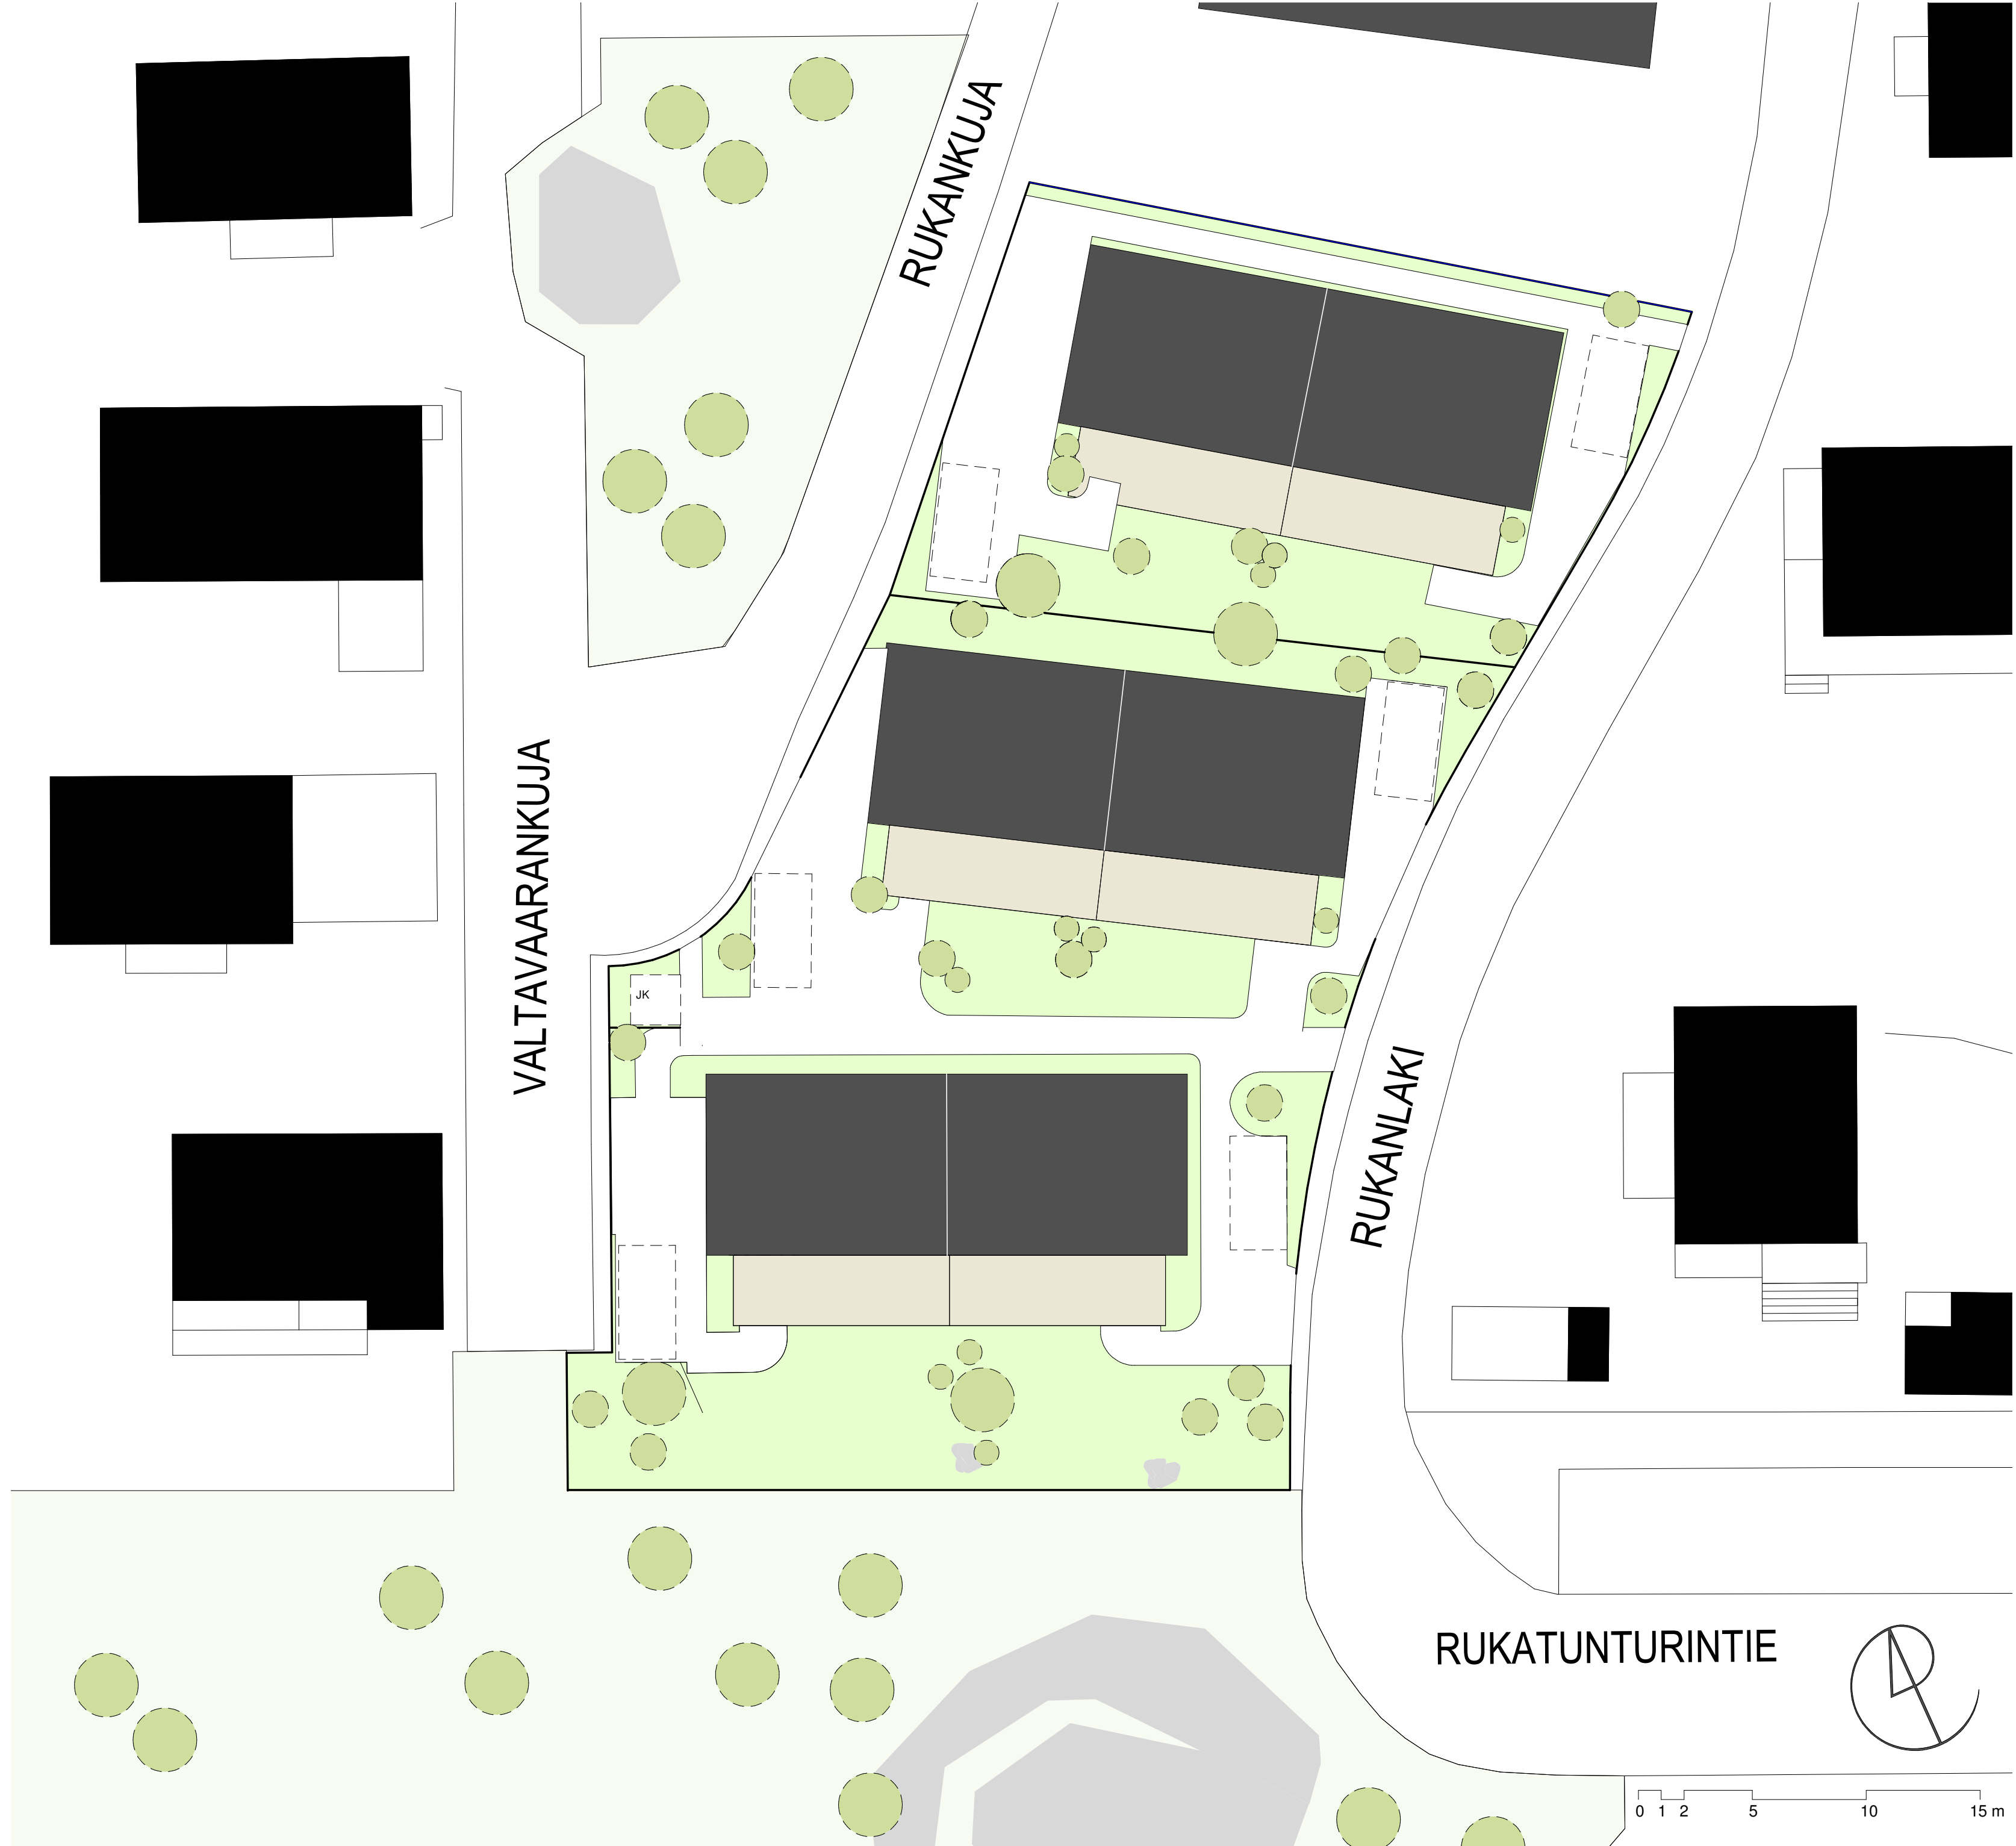 RUKANKUJA
VALTAVAARANKUJA
JK
RUKANLAKI
RUKATUNTURINTIE
0 1 2 5 10 15 m